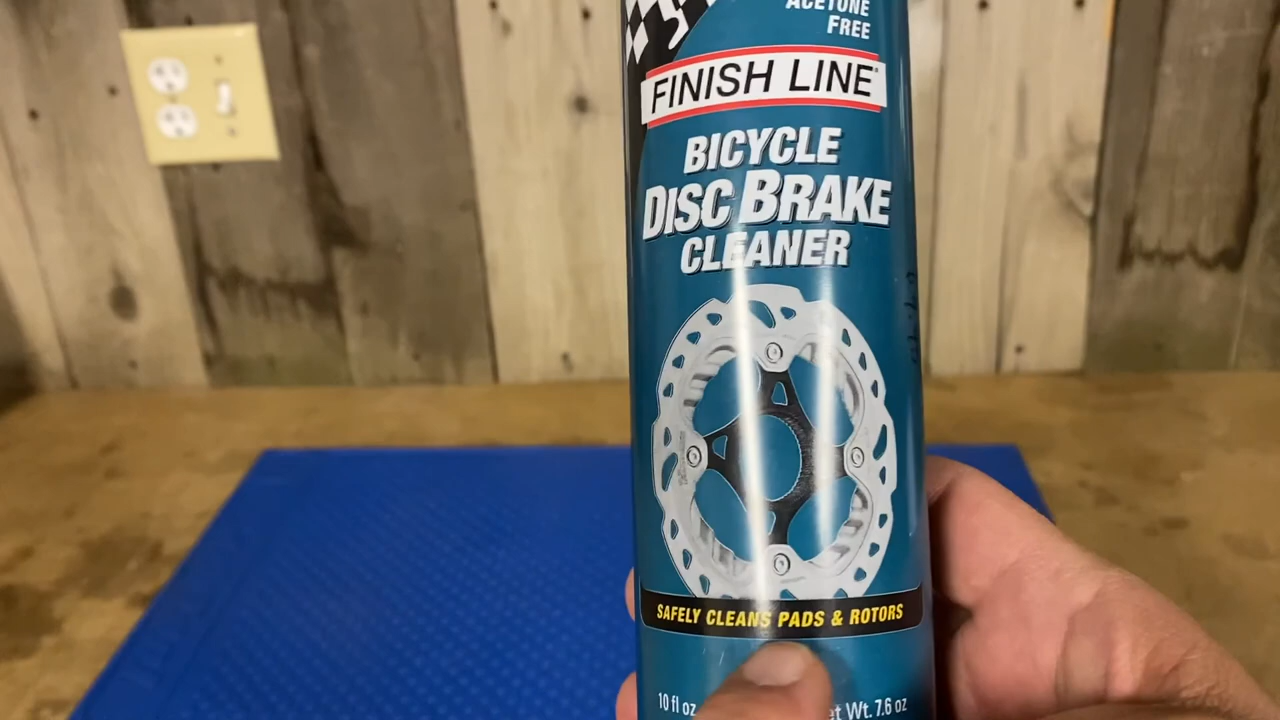 ACETONE
FREE
FINISH LINE®
BICYCLE
DISC BRAKE
CLEANER
SAFELY CLEANS PADS & ROTORS
10 fl oz
Wt. 7.6 oz